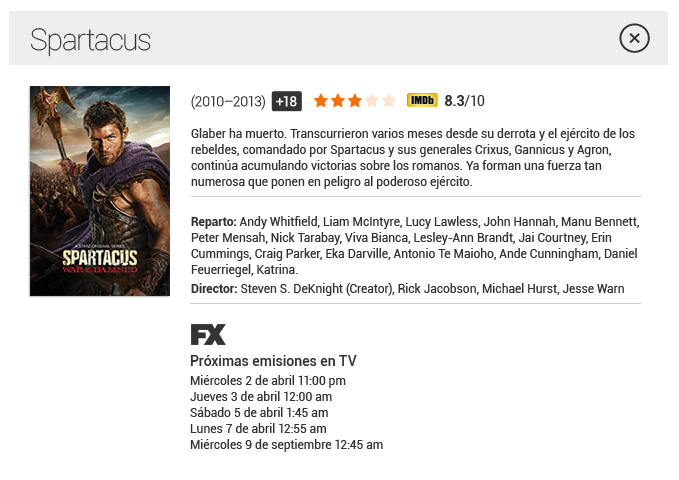 Spartacus
(2010–2013) +18 IMDb 8.3/10
Glaber ha muerto. Transcurrieron varios meses desde su derrota y el ejército de los
rebeldes, comandado por Spartacus y sus generales Crixus, Gannicus y Agron,
continúa acumulando victorias sobre los romanos. Ya forman una fuerza tan
numerosa que ponen en peligro al poderoso ejército.
A STARZ ORIGINAL SERIES
SPARTACUS
WAR OF THE DAMNED
Reparto: Andy Whitfield, Liam McIntyre, Lucy Lawless, John Hannah, Manu Bennett,
Peter Mensah, Nick Tarabay, Viva Bianca, Lesley-Ann Brandt, Jai Courtney, Erin
Cummings, Craig Parker, Eka Darville, Antonio Te Maioho, Ande Cunningham, Daniel
Feuerriegel, Katrina.
Director: Steven S. DeKnight (Creator), Rick Jacobson, Michael Hurst, Jesse Warn
FX
Próximas emisiones en TV
Miércoles 2 de abril 11:00 pm
Jueves 3 de abril 12:00 am
Sábado 5 de abril 1:45 am
Lunes 7 de abril 12:55 am
Miércoles 9 de septiembre 12:45 am